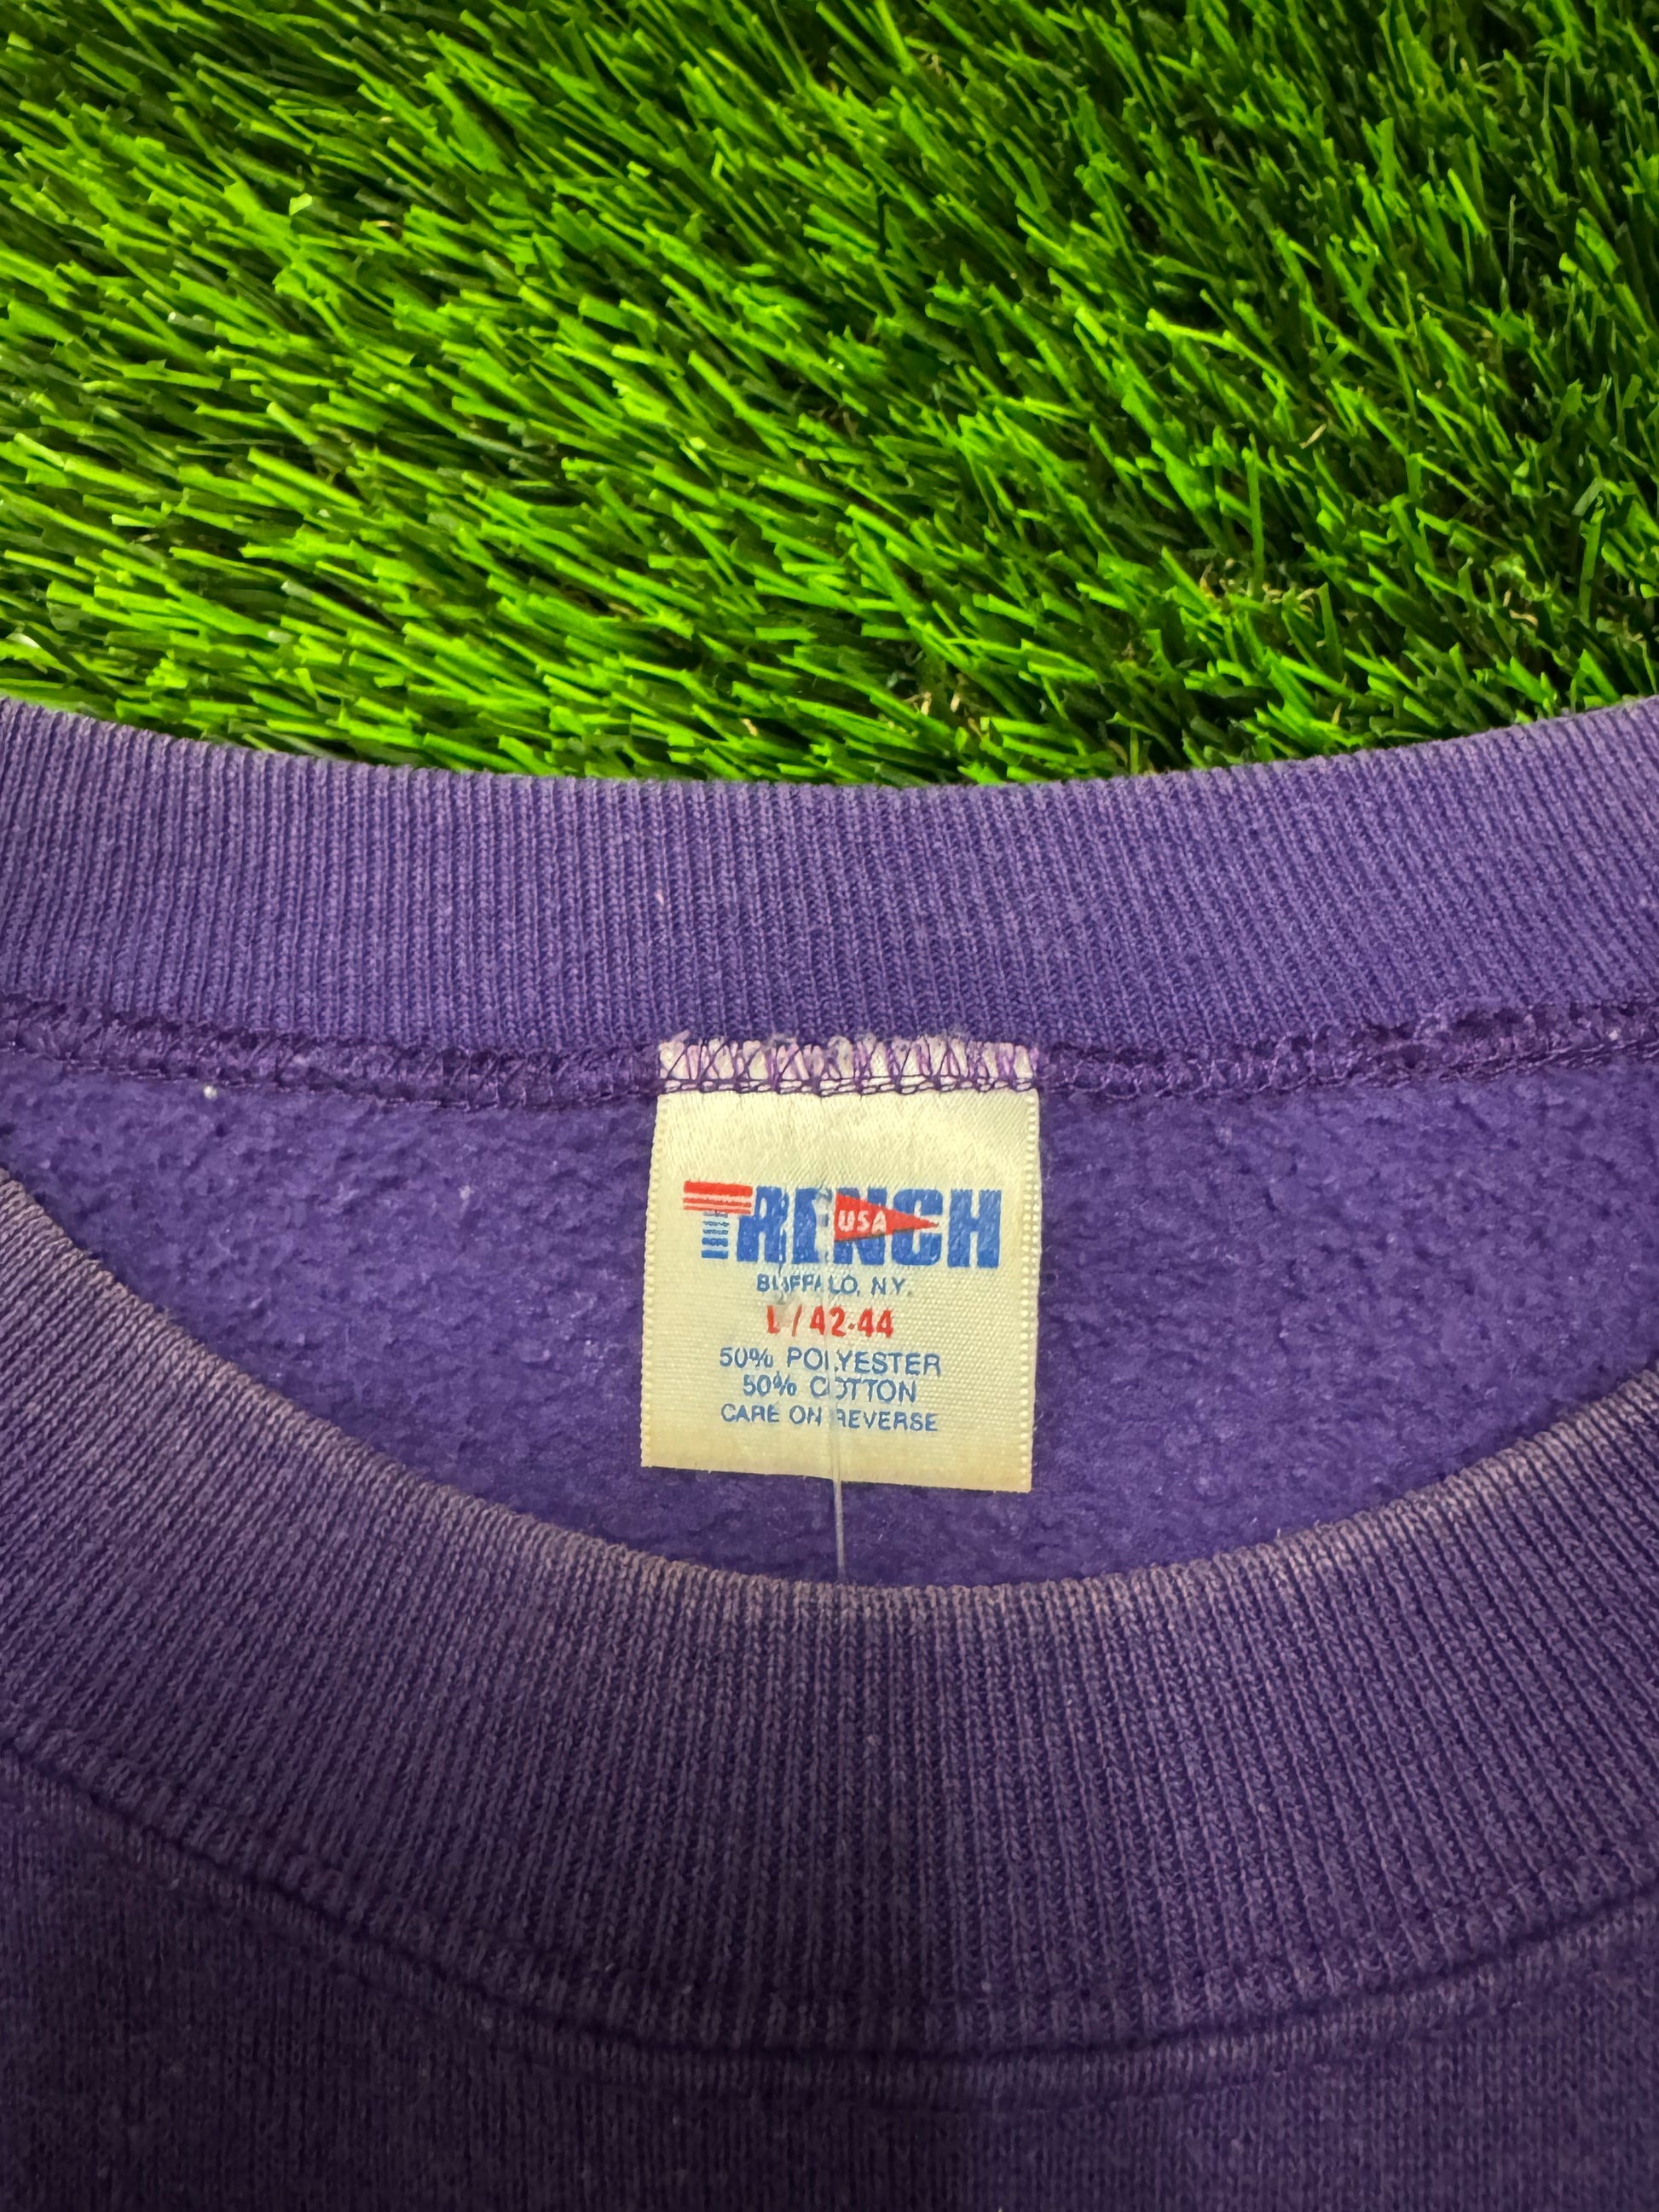 TRENCH
USA
BUFFALO, N.Y.
L / 42-44
50% POLYESTER
50% COTTON
CARE ON REVERSE